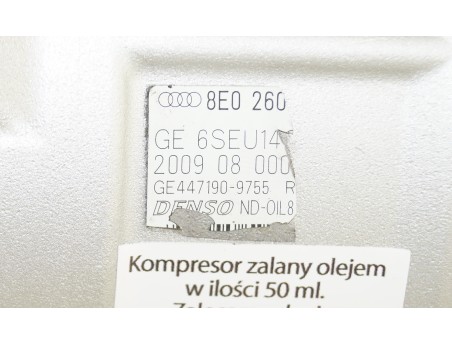 8E0 260
GE 6SEU14
2009 08 000
GE447190-9755 R
DENSO ND-OIL8
Kompresor zalany olejem
w ilości 50 ml.